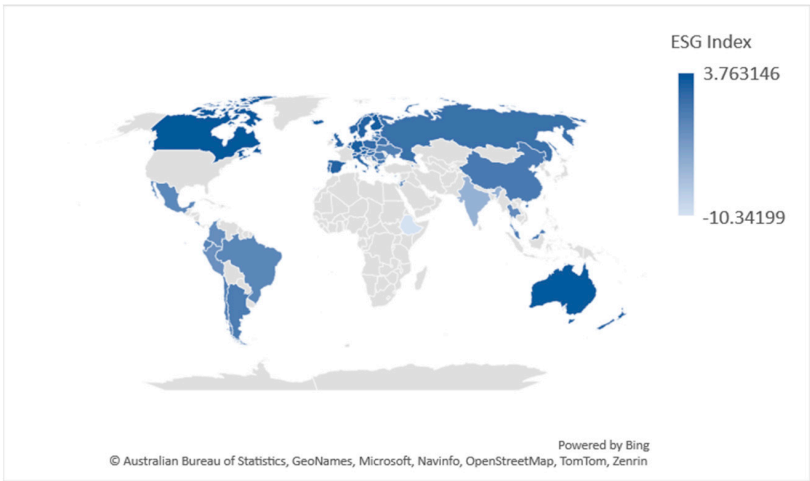 ESG Index
3.763146
-10.34199
Powered by Bing
© Australian Bureau of Statistics, GeoNames, Microsoft, Navinfo, OpenStreetMap, TomTom, Zenrin